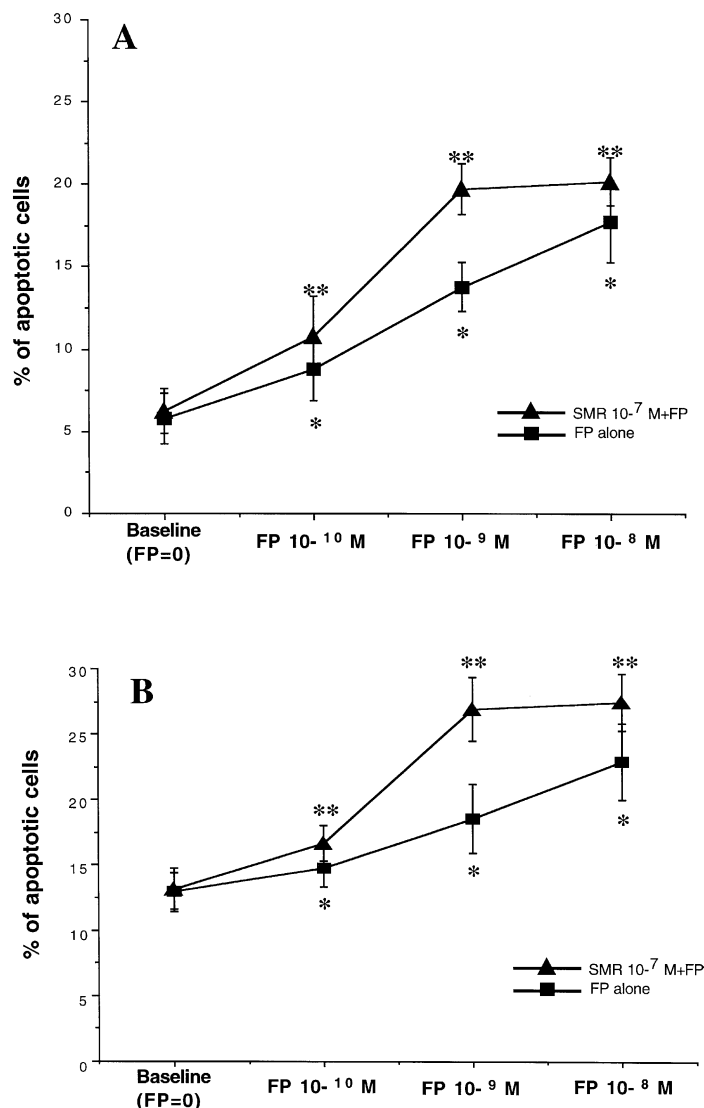 A
30
25
20
15
10
5
0
% of apoptotic cells
**
**
**
*
*
*
SMR 10-⁷ M+FP
FP alone
Baseline
(FP=0)
FP 10- ¹⁰ M
FP 10- ⁹ M
FP 10- ⁸ M
B
30
25
20
15
10
5
0
% of apoptotic cells
**
**
**
*
*
*
SMR 10-⁷ M+FP
FP alone
Baseline
(FP=0)
FP 10- ¹⁰ M
FP 10- ⁹ M
FP 10- ⁸ M